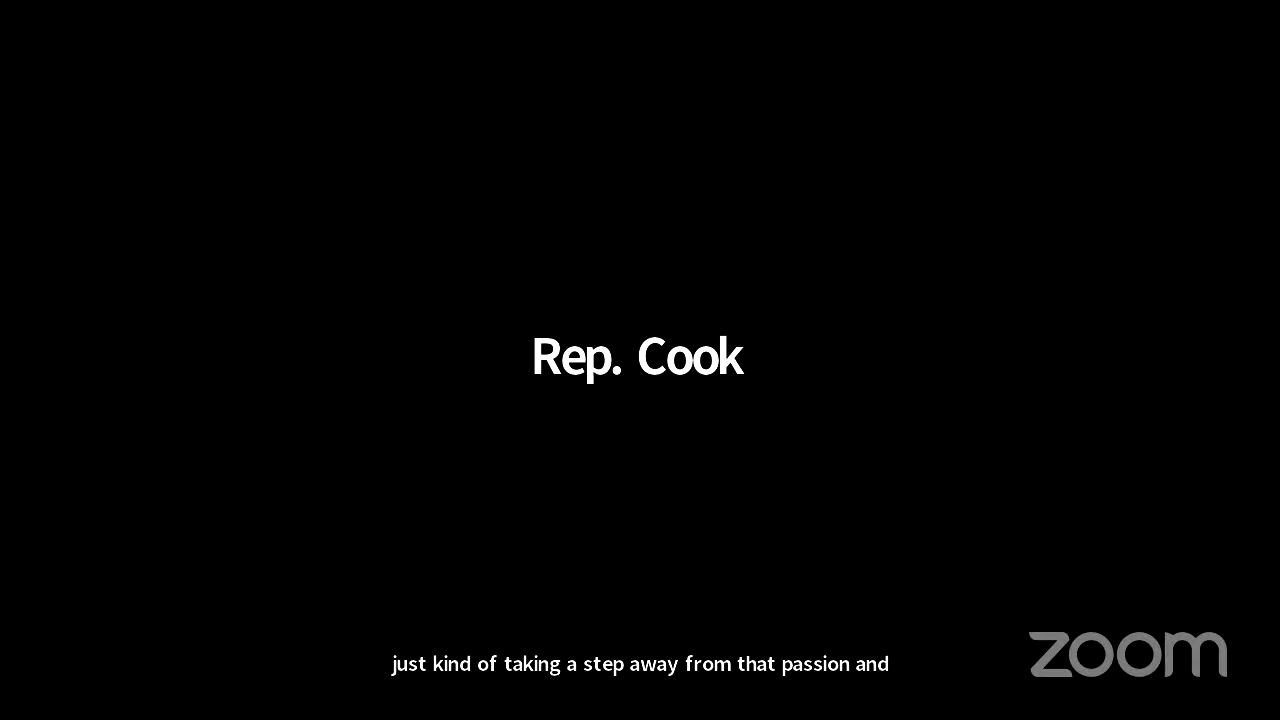 Rep. Cook
just kind of taking a step away from that passion and
zoom